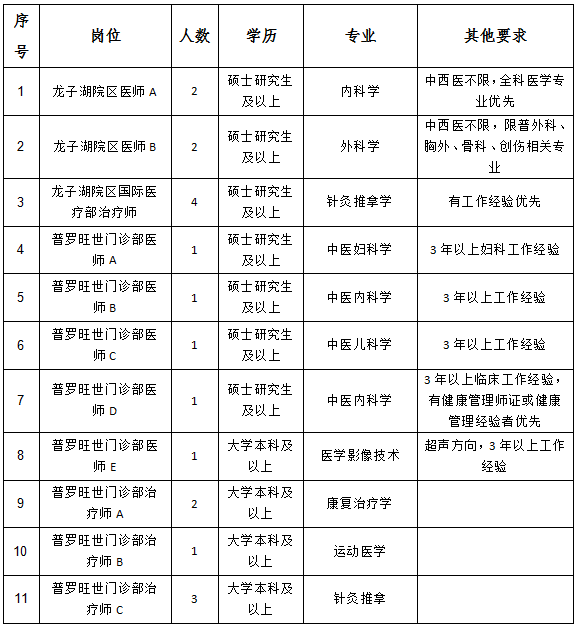 序号 岗位 人数 学历 专业 其他要求
1 龙子湖院区医师 A 2 硕士研究生及以上 内科学 中西医不限，全科医学专业优先
2 龙子湖院区医师 B 2 硕士研究生及以上 外科学 中西医不限，限普外科、胸外、骨科、创伤相关专业
3 龙子湖院区国际医疗部治疗师 4 硕士研究生及以上 针灸推拿学 有工作经验优先
4 普罗旺世门诊部医师 A 1 硕士研究生及以上 中医妇科学 3 年以上妇科工作经验
5 普罗旺世门诊部医师 B 1 硕士研究生及以上 中医内科学 3 年以上工作经验
6 普罗旺世门诊部医师 C 1 硕士研究生及以上 中医儿科学 3 年以上工作经验
7 普罗旺世门诊部医师 D 1 硕士研究生及以上 中医内科学 3 年以上临床工作经验，有健康管理师证或健康管理经验者优先
8 普罗旺世门诊部医师 E 1 大学本科及以上 医学影像技术 超声方向，3 年以上工作经验
9 普罗旺世门诊部治疗师 A 2 大学本科及以上 康复治疗学
10 普罗旺世门诊部治疗师 B 1 大学本科及以上 运动医学
11 普罗旺世门诊部治疗师 C 3 大学本科及以上 针灸推拿